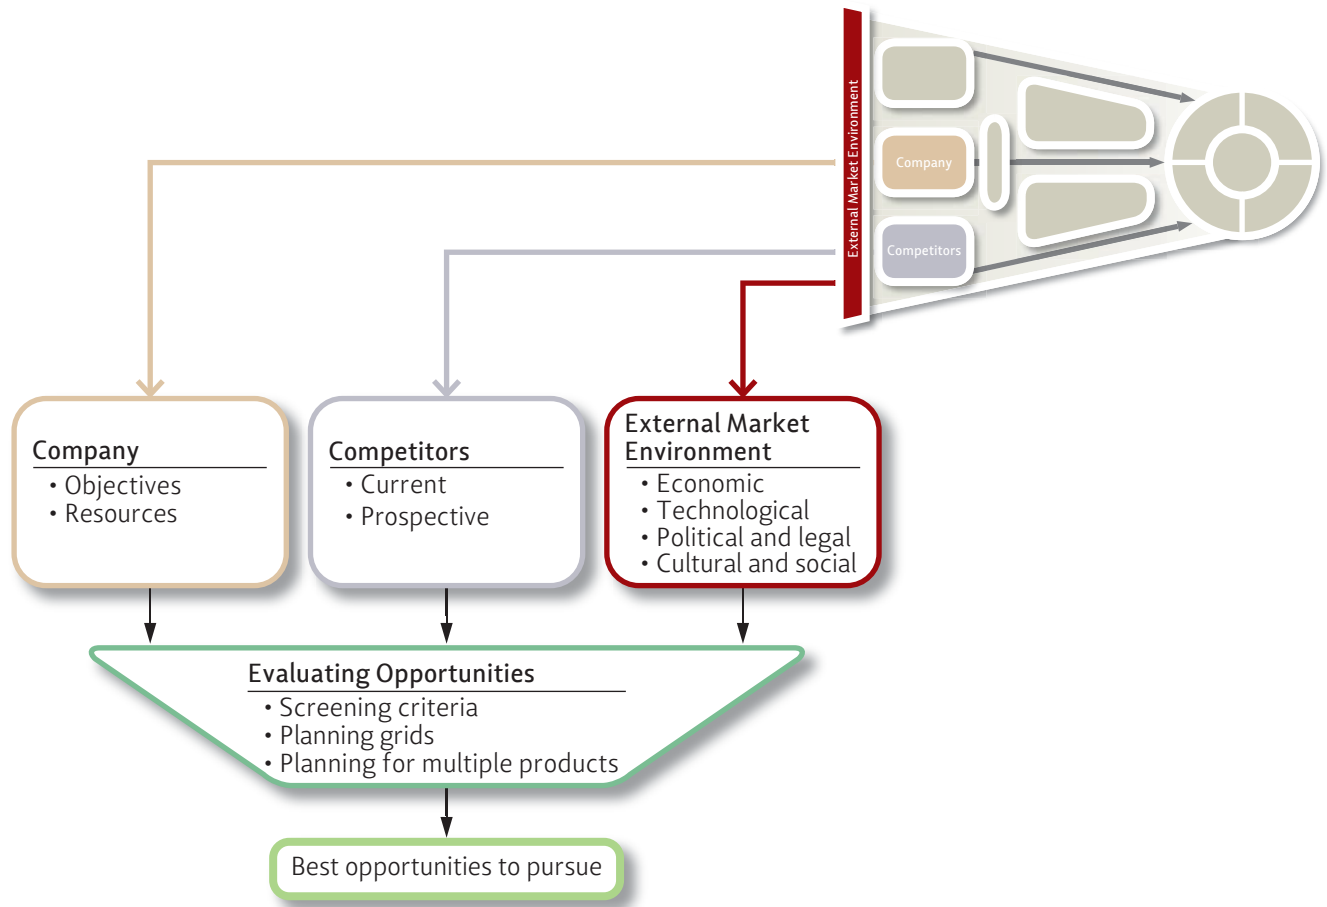 External Market Environment
Company
Competitors
Company
• Objectives
• Resources
Competitors
• Current
• Prospective
External Market
Environment
• Economic
• Technological
• Political and legal
• Cultural and social
Evaluating Opportunities
• Screening criteria
• Planning grids
• Planning for multiple products
Best opportunities to pursue